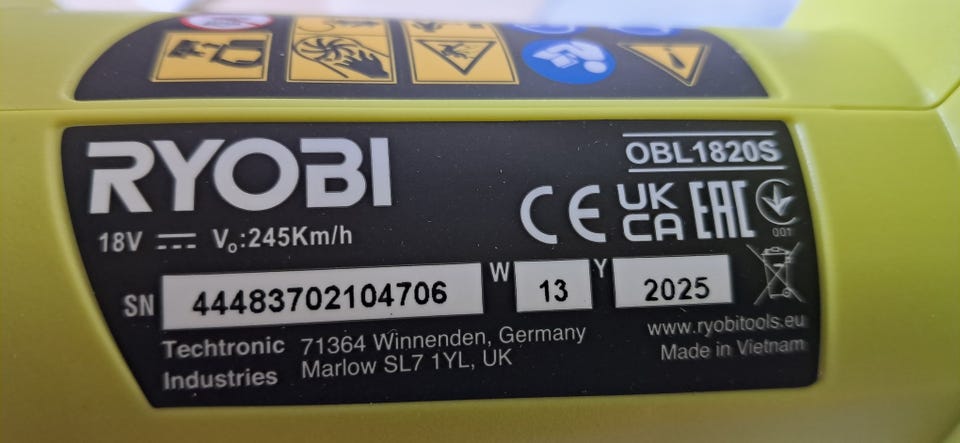 RYOBI
OBL1820S
18V V₀:245Km/h
CE UK CA EAC
001
SN 44483702104706 W 13 Y 2025
Techtronic Industries
71364 Winnenden, Germany
Marlow SL7 1YL, UK
www.ryobitools.eu
Made in Vietnam